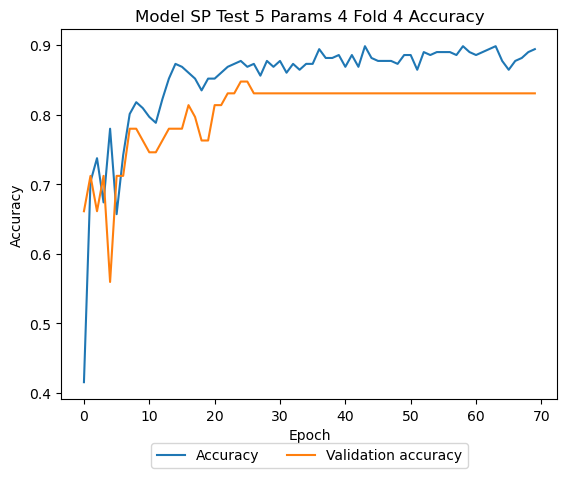 Model SP Test 5 Params 4 Fold 4 Accuracy
0.9
0.8
0.7
0.6
0.5
0.4
Accuracy
0 10 20 30 40 50 60 70
Epoch
Accuracy Validation accuracy